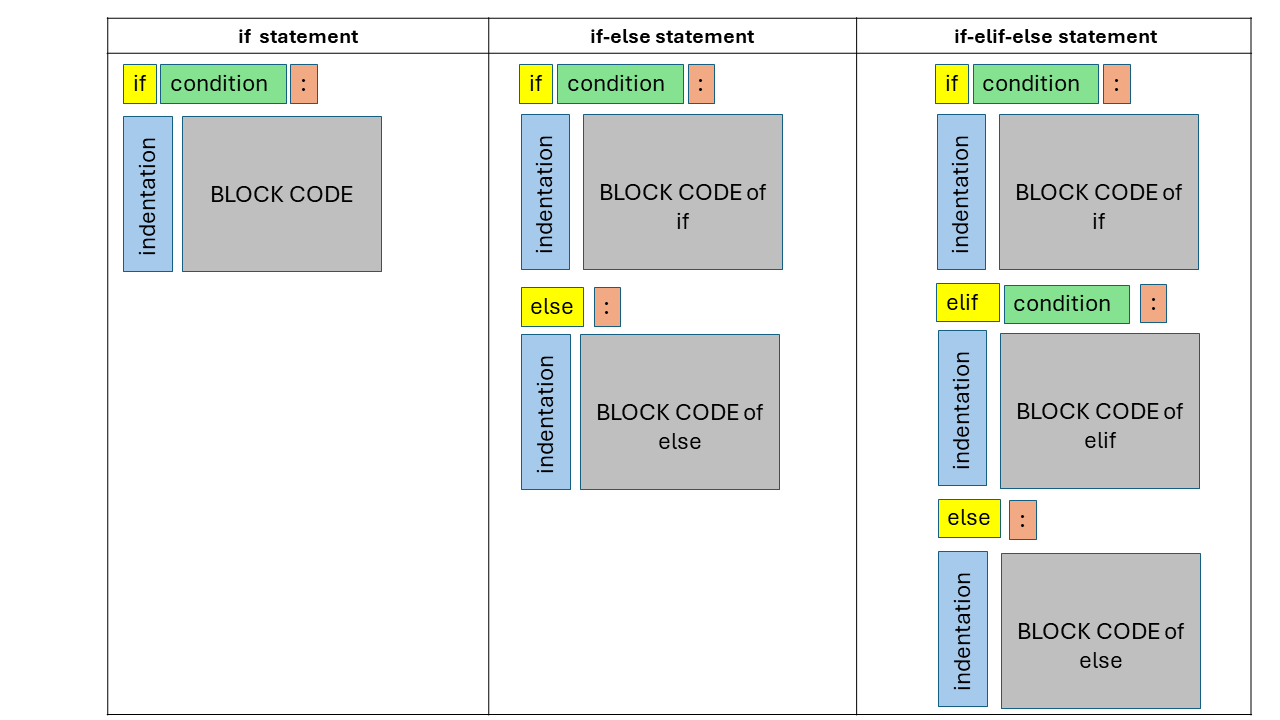 if statement
if condition :
indentation
BLOCK CODE
if-else statement
if condition :
indentation
BLOCK CODE of
if
else :
indentation
BLOCK CODE of
else
if-elif-else statement
if condition :
indentation
BLOCK CODE of
if
elif condition :
indentation
BLOCK CODE of
elif
else :
indentation
BLOCK CODE of
else